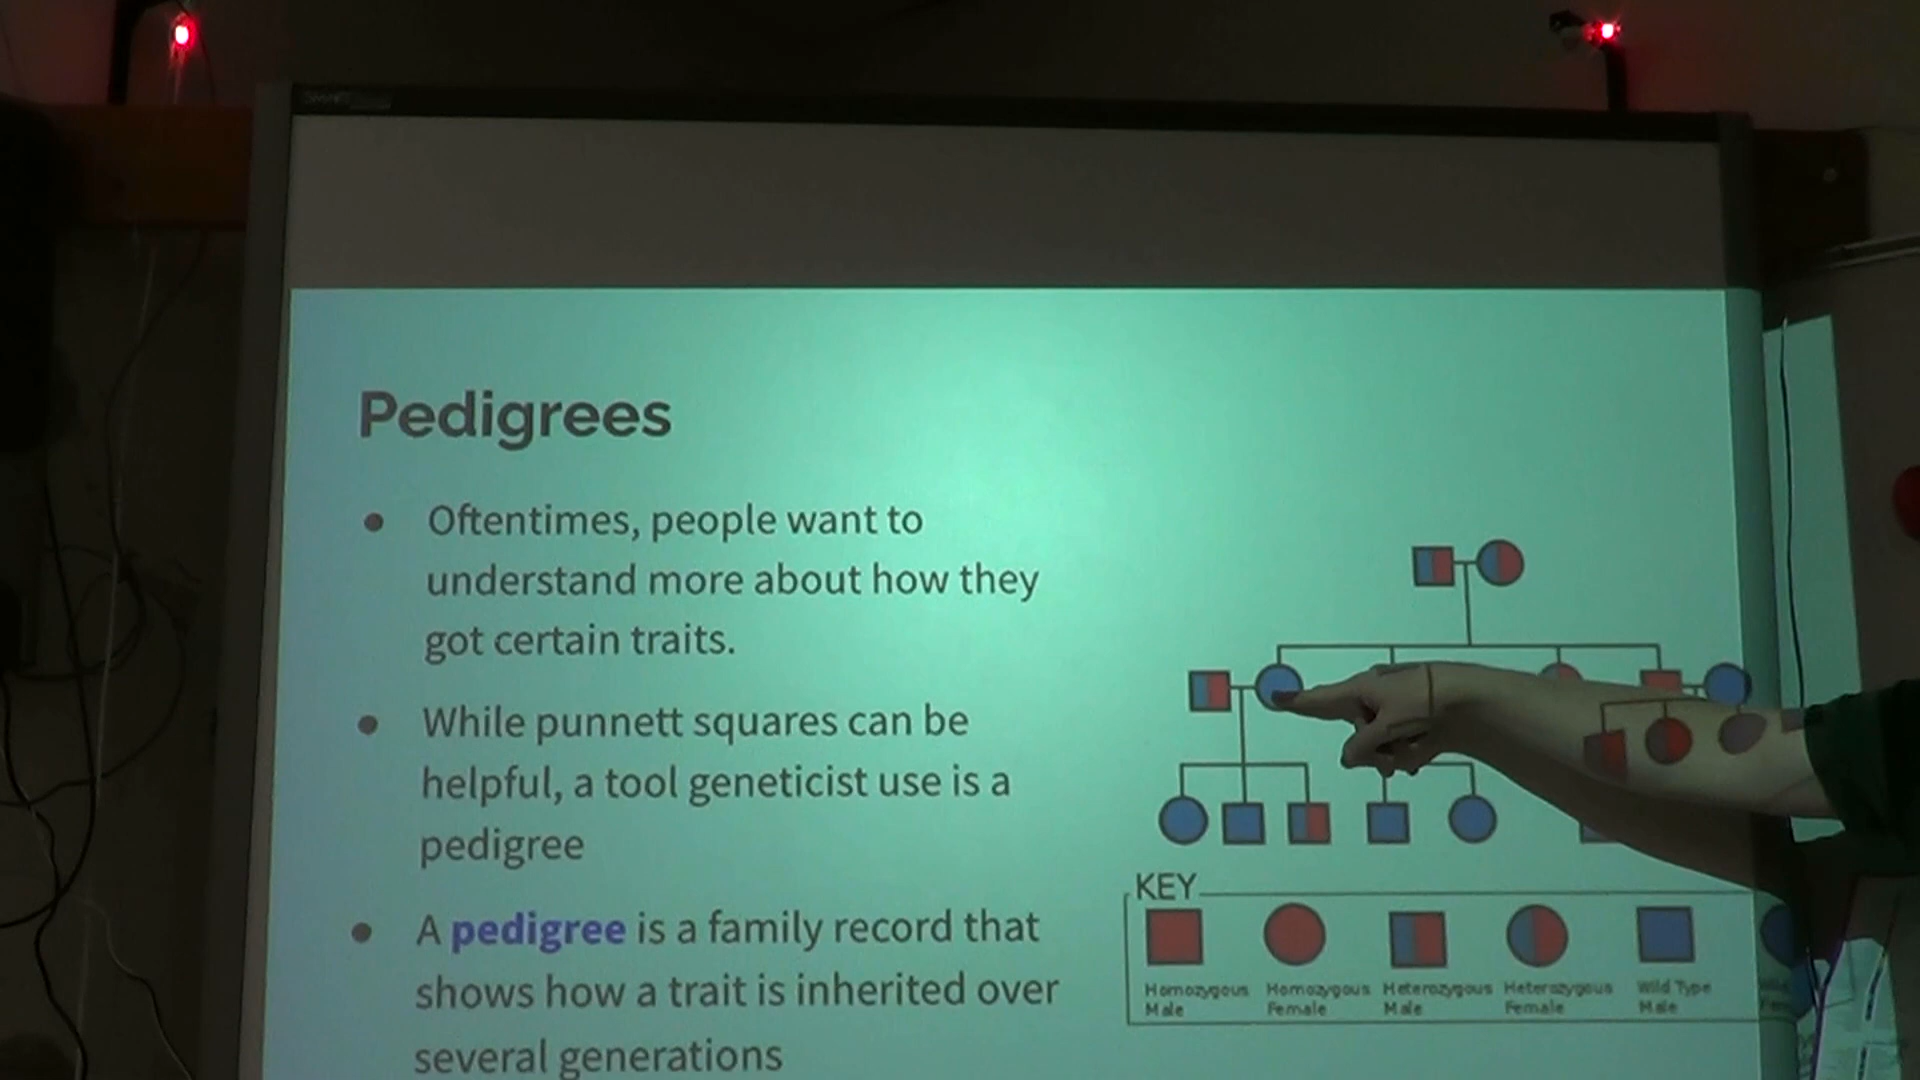 Pedigrees
● Oftentimes, people want to
understand more about how they
got certain traits.
● While punnett squares can be
helpful, a tool geneticist use is a
pedigree
● A pedigree is a family record that
shows how a trait is inherited over
several generations
KEY
Homozygous Male
Homozygous Female
Heterozygous Male
Heterozygous Female
Wild Type Male